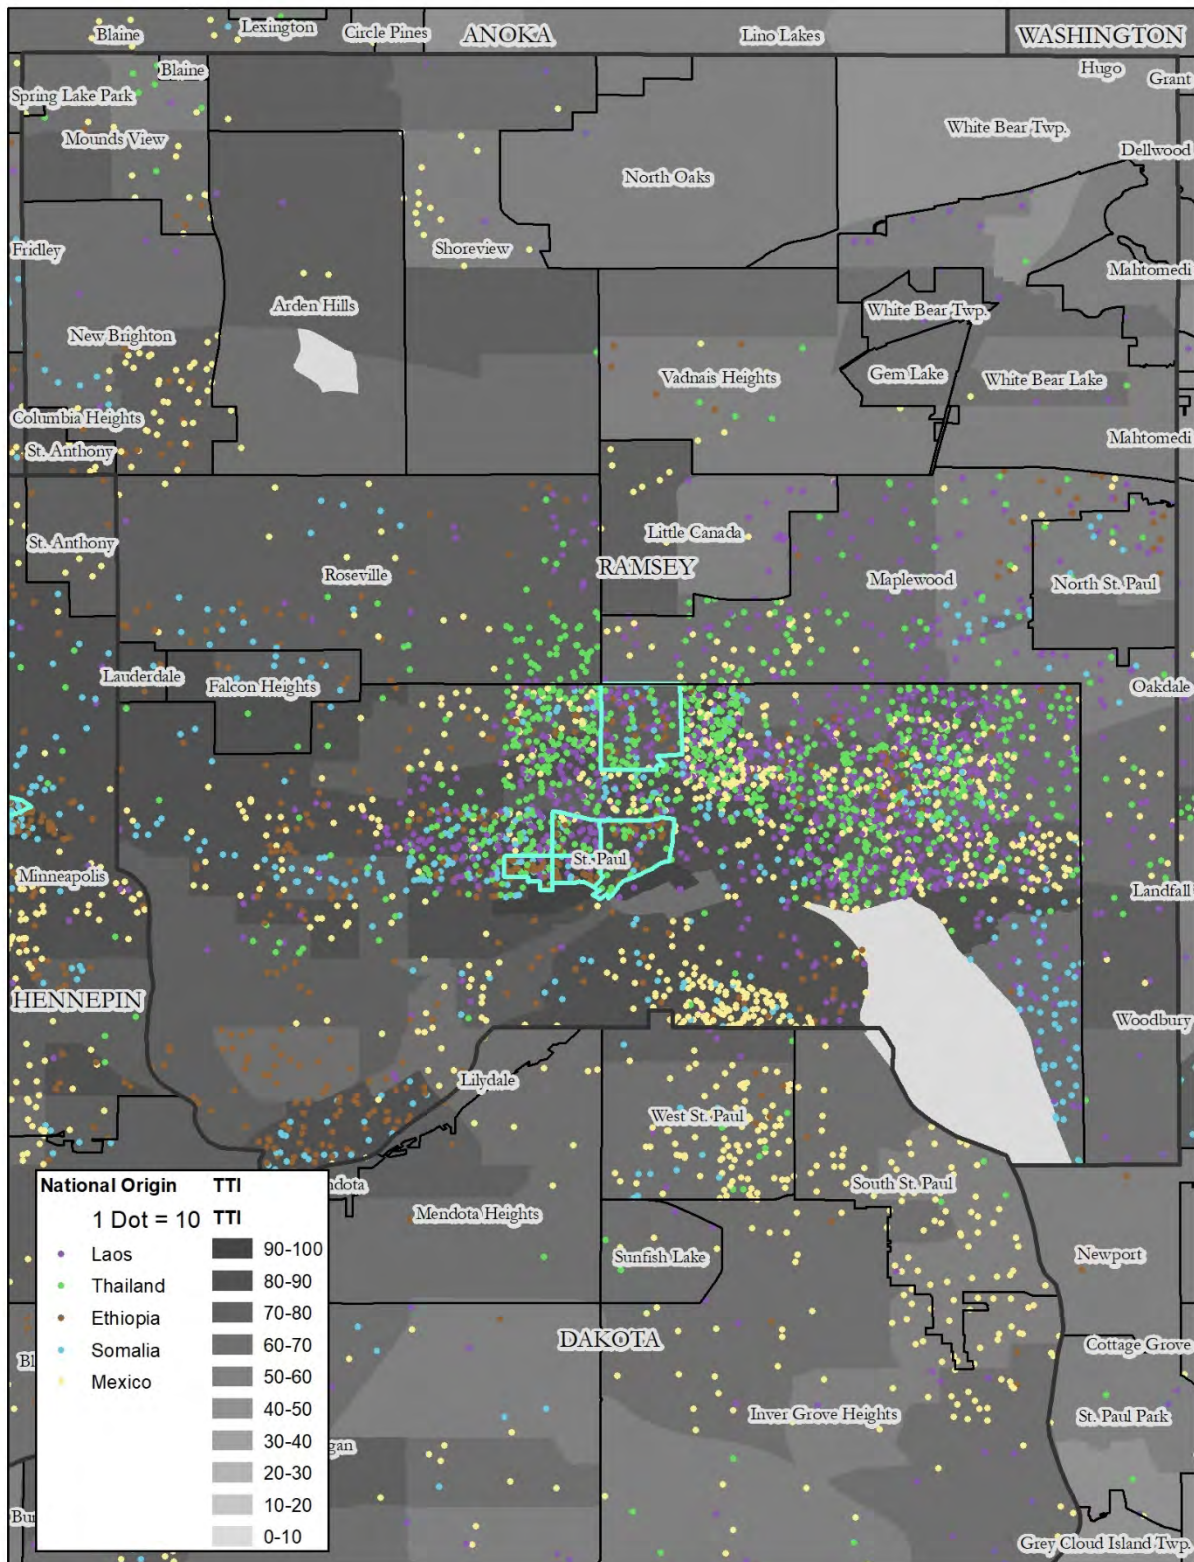 Blaine
Lexington
Circle Pines
ANOKA
Lino Lakes
WASHINGTON
Blaine
Hugo
Grant
Spring Lake Park
Mounds View
White Bear Twp.
Dellwood
North Oaks
Fridley
Shoreview
Mahtomedi
Arden Hills
White Bear Twp.
New Brighton
Vadnais Heights
Gem Lake
White Bear Lake
Columbia Heights
Mahtomedi
St. Anthony
St. Anthony
Little Canada
Roseville
RAMSEY
Maplewood
North St. Paul
Lauderdale
Falcon Heights
Oakdale
St. Paul
Minneapolis
Landfall
HENNEPIN
Woodbury
Lilydale
West St. Paul
South St. Paul
ndota
Mendota Heights
Sunfish Lake
Newport
DAKOTA
Cottage Grove
Inver Grove Heights
St. Paul Park
gan
Grey Cloud Island Twp.
Bl
Bu
National Origin TTI
1 Dot = 10 TTI
Laos
Thailand
Ethiopia
Somalia
Mexico
90-100
80-90
70-80
60-70
50-60
40-50
30-40
20-30
10-20
0-10